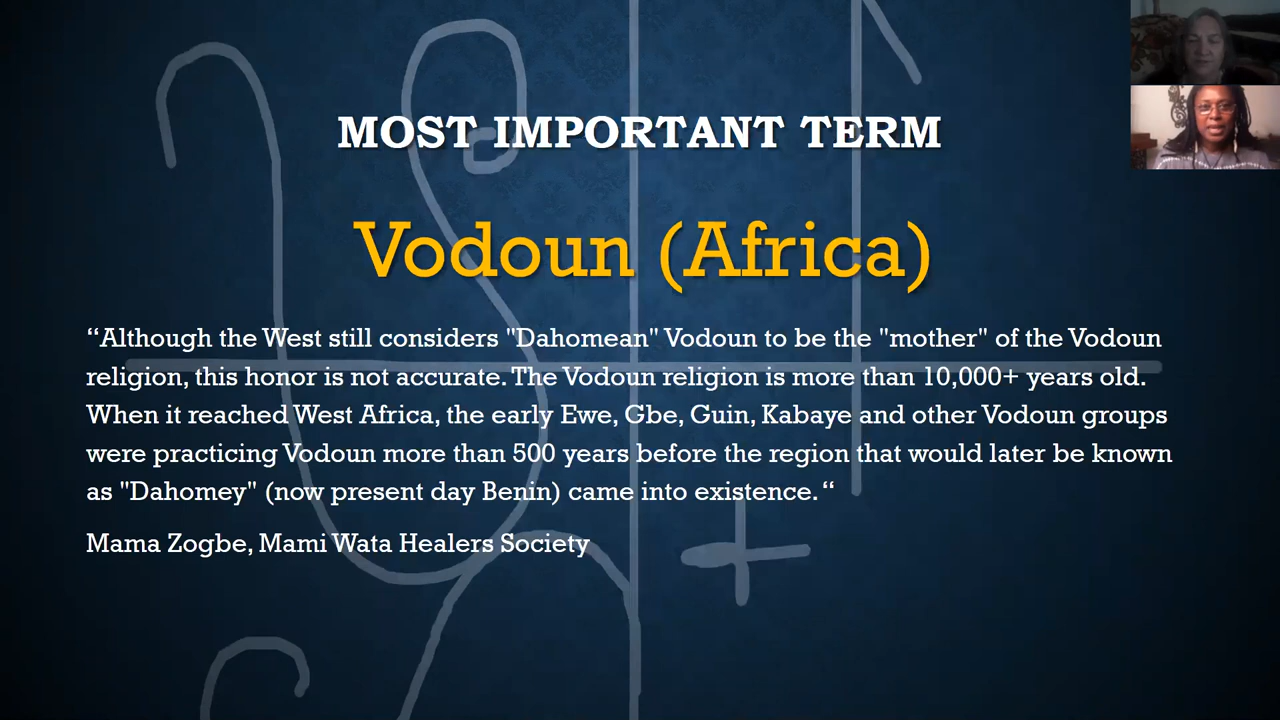 MOST IMPORTANT TERM
Vodoun (Africa)
“Although the West still considers "Dahomean" Vodoun to be the "mother" of the Vodoun
religion, this honor is not accurate. The Vodoun religion is more than 10,000+ years old.
When it reached West Africa, the early Ewe, Gbe, Guin, Kabaye and other Vodoun groups
were practicing Vodoun more than 500 years before the region that would later be known
as "Dahomey" (now present day Benin) came into existence. “
Mama Zogbe, Mami Wata Healers Society